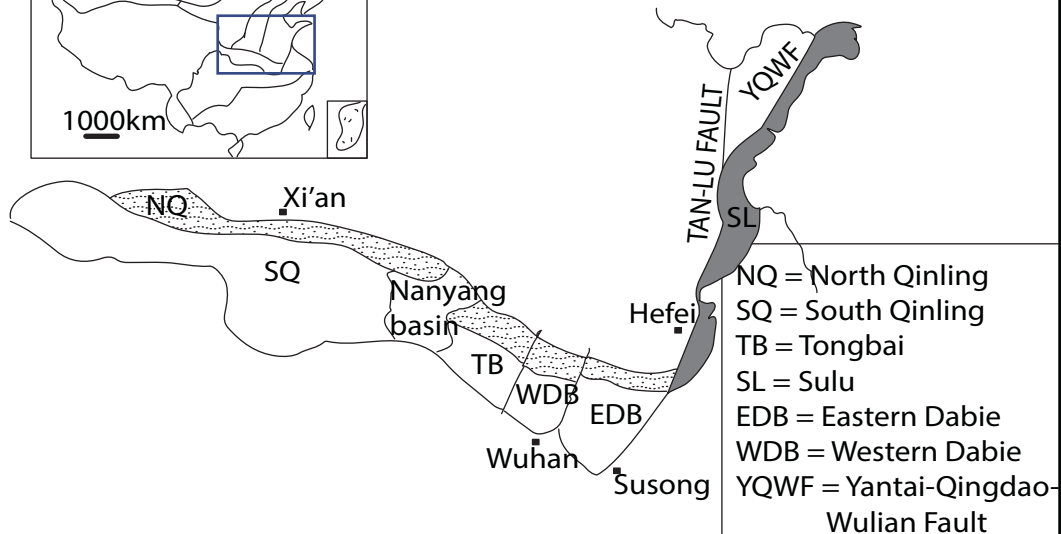 1000km
YQWF
TAN-LU FAULT
NQ
Xi'an
SL
SQ
Nanyang
basin
Hefei
TB
WDB
EDB
Wuhan
Susong
NQ = North Qinling
SQ = South Qinling
TB = Tongbai
SL = Sulu
EDB = Eastern Dabie
WDB = Western Dabie
YQWF = Yantai-Qingdao-
Wulian Fault